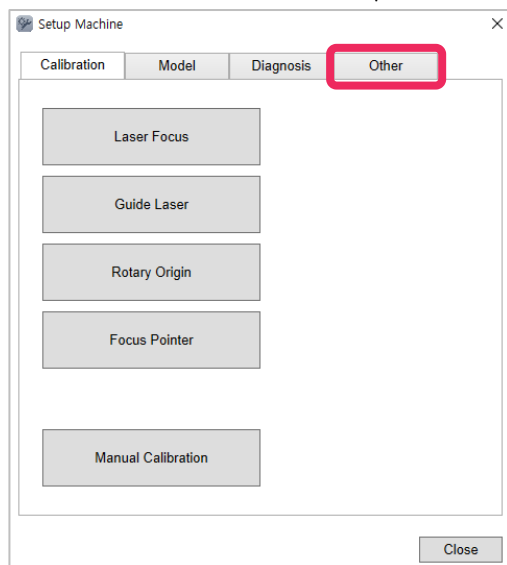 Setup Machine
Calibration Model Diagnosis Other
Laser Focus
Guide Laser
Rotary Origin
Focus Pointer
Manual Calibration
Close